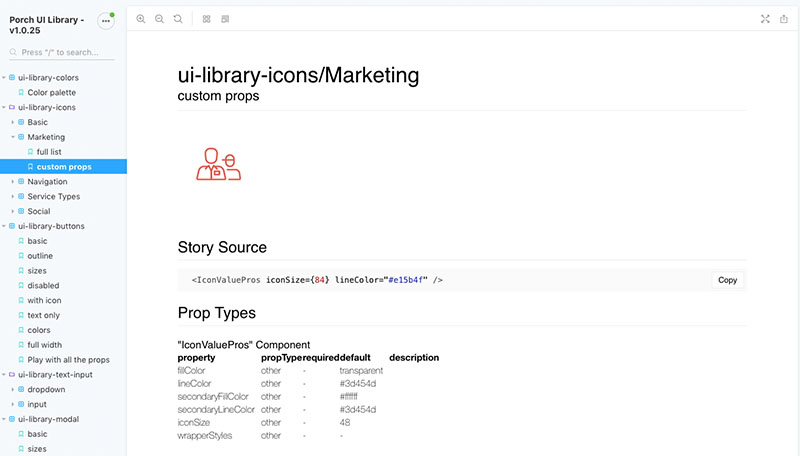 Porch UI Library -
v1.0.25
Press "/" to search...
ui-library-colors
Color palette
ui-library-icons
Basic
Marketing
full list
custom props
Navigation
Service Types
Social
ui-library-buttons
basic
outline
sizes
disabled
with icon
text only
colors
full width
Play with all the props
ui-library-text-input
dropdown
input
ui-library-modal
basic
sizes
ui-library-icons/Marketing
custom props
Story Source
<IconValuePros iconSize={84} lineColor="#e15b4f" />
Copy
Prop Types
"IconValuePros" Component
property propType required default description
fillColor other - transparent
lineColor other - #3d454d
secondaryFillColor other - #ffffff
secondaryLineColor other - #3d454d
iconSize other - 48
wrapperStyles other - -